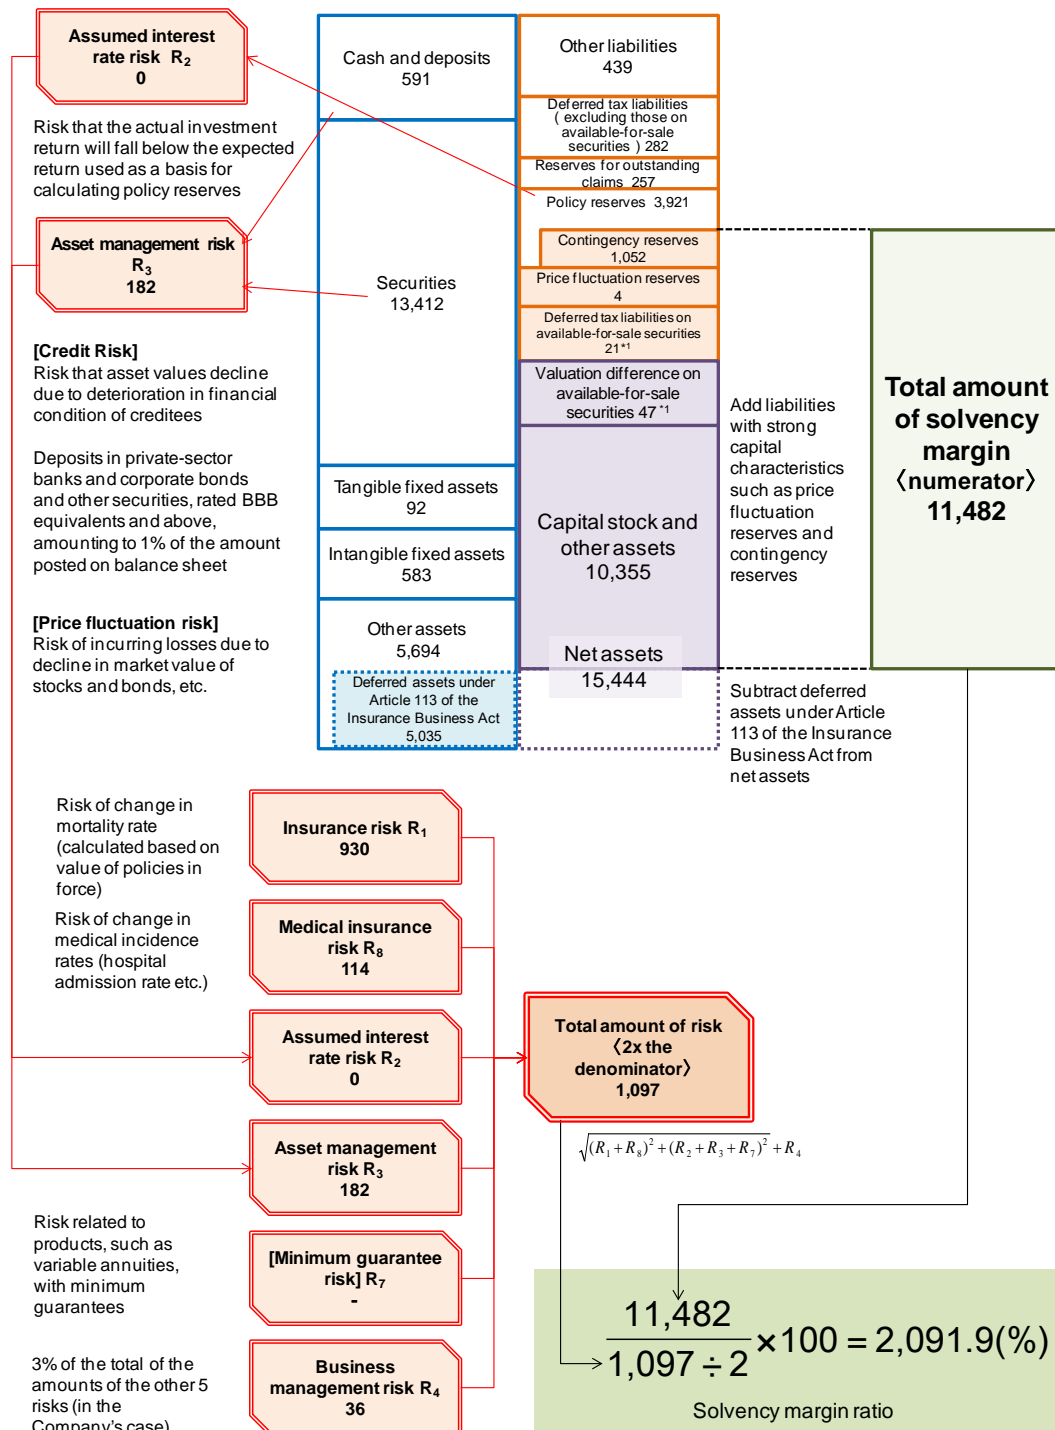 Assumed interest
rate risk R2
0
Risk that the actual investment
return will fall below the expected
return used as a basis for
calculating policy reserves
Asset management risk
R3
182
[Credit Risk]
Risk that asset values decline
due to deterioration in financial
condition of creditees
Deposits in private-sector
banks and corporate bonds
and other securities, rated BBB
equivalents and above,
amounting to 1% of the amount
posted on balance sheet
[Price fluctuation risk]
Risk of incurring losses due to
decline in market value of
stocks and bonds, etc.
Cash and deposits
591
Securities
13,412
Tangible fixed assets
92
Intangible fixed assets
583
Other assets
5,694
Deferred assets under
Article 113 of the
Insurance Business Act
5,035
Other liabilities
439
Deferred tax liabilities
( excluding those on
available-for-sale
securities ) 282
Reserves for outstanding
claims 257
Policy reserves 3,921
Contingency reserves
1,052
Price fluctuation reserves
4
Deferred tax liabilities on
available-for-sale securities
21*1
Valuation difference on
available-for-sale
securities 47 *1
Capital stock and
other assets
10,355
Net assets
15,444
Add liabilities
with strong
capital
characteristics
such as price
fluctuation
reserves and
contingency
reserves
Subtract deferred
assets under Article
113 of the Insurance
Business Act from
net assets
Total amount
of solvency
margin
〈numerator〉
11,482
Risk of change in
mortality rate
(calculated based on
value of policies in
force)
Risk of change in
medical incidence
rates (hospital
admission rate etc.)
Insurance risk R1
930
Medical insurance
risk R8
114
Assumed interest
rate risk R2
0
Asset management
risk R3
182
Risk related to
products, such as
variable annuities,
with minimum
guarantees
[Minimum guarantee
risk] R7
-
3% of the total of the
amounts of the other 5
risks (in the
Company's case)
Business
management risk R4
36
Total amount of risk
〈2x the
denominator〉
1,097
√(R1+R8)²+(R2+R3+R7)² +R4
11,482
1,097 ÷ 2
×100 = 2,091.9(%)
Solvency margin ratio